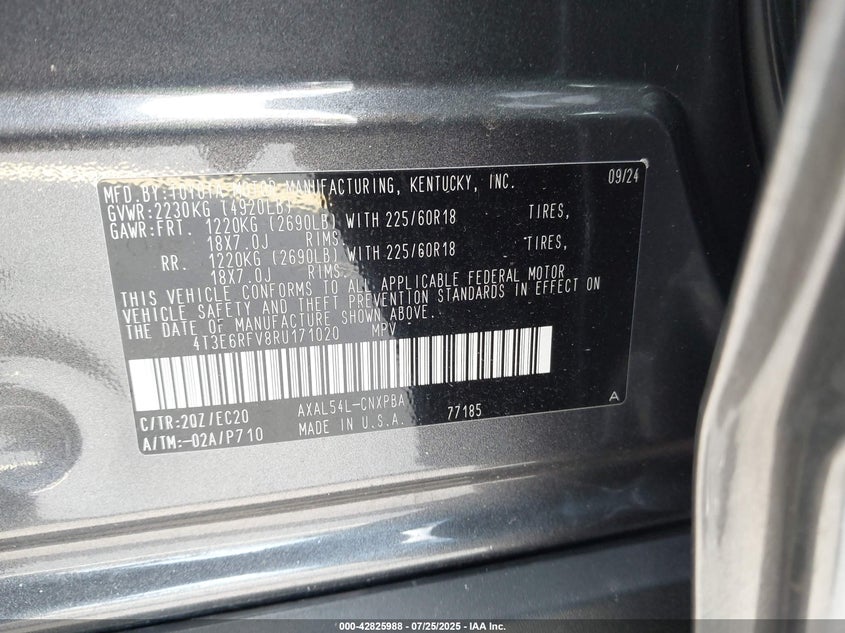 MFD.BY:TOYOTA MOTOR MANUFACTURING, KENTUCKY, INC. 09/24
GVWR:2230KG (4920LB)
GAWR:FRT. 1220KG (2690LB) WITH 225/60R18 TIRES,
18X7.0J RIMS
RR. 1220KG (2690LB) WITH 225/60R18 TIRES,
18X7.0J RIMS
THIS VEHICLE CONFORMS TO ALL APPLICABLE FEDERAL MOTOR
VEHICLE SAFETY AND THEFT PREVENTION STANDARDS IN EFFECT ON
THE DATE OF MANUFACTURE SHOWN ABOVE.
4T3E6RFV8RU171020 MPV
C/TR:2QZ/EC20 AXAL54L-CNXPBA 77185 A
A/TM:-02A/P710 MADE IN U.S.A.
000-42825988 | 07/25/2025 | IAA Inc.